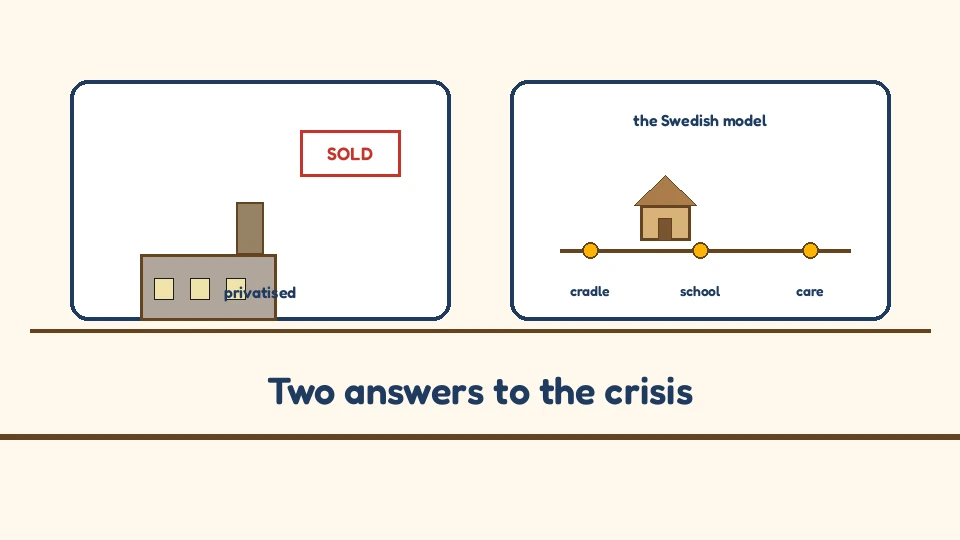 SOLD
privatised
the Swedish model
cradle
school
care
Two answers to the crisis